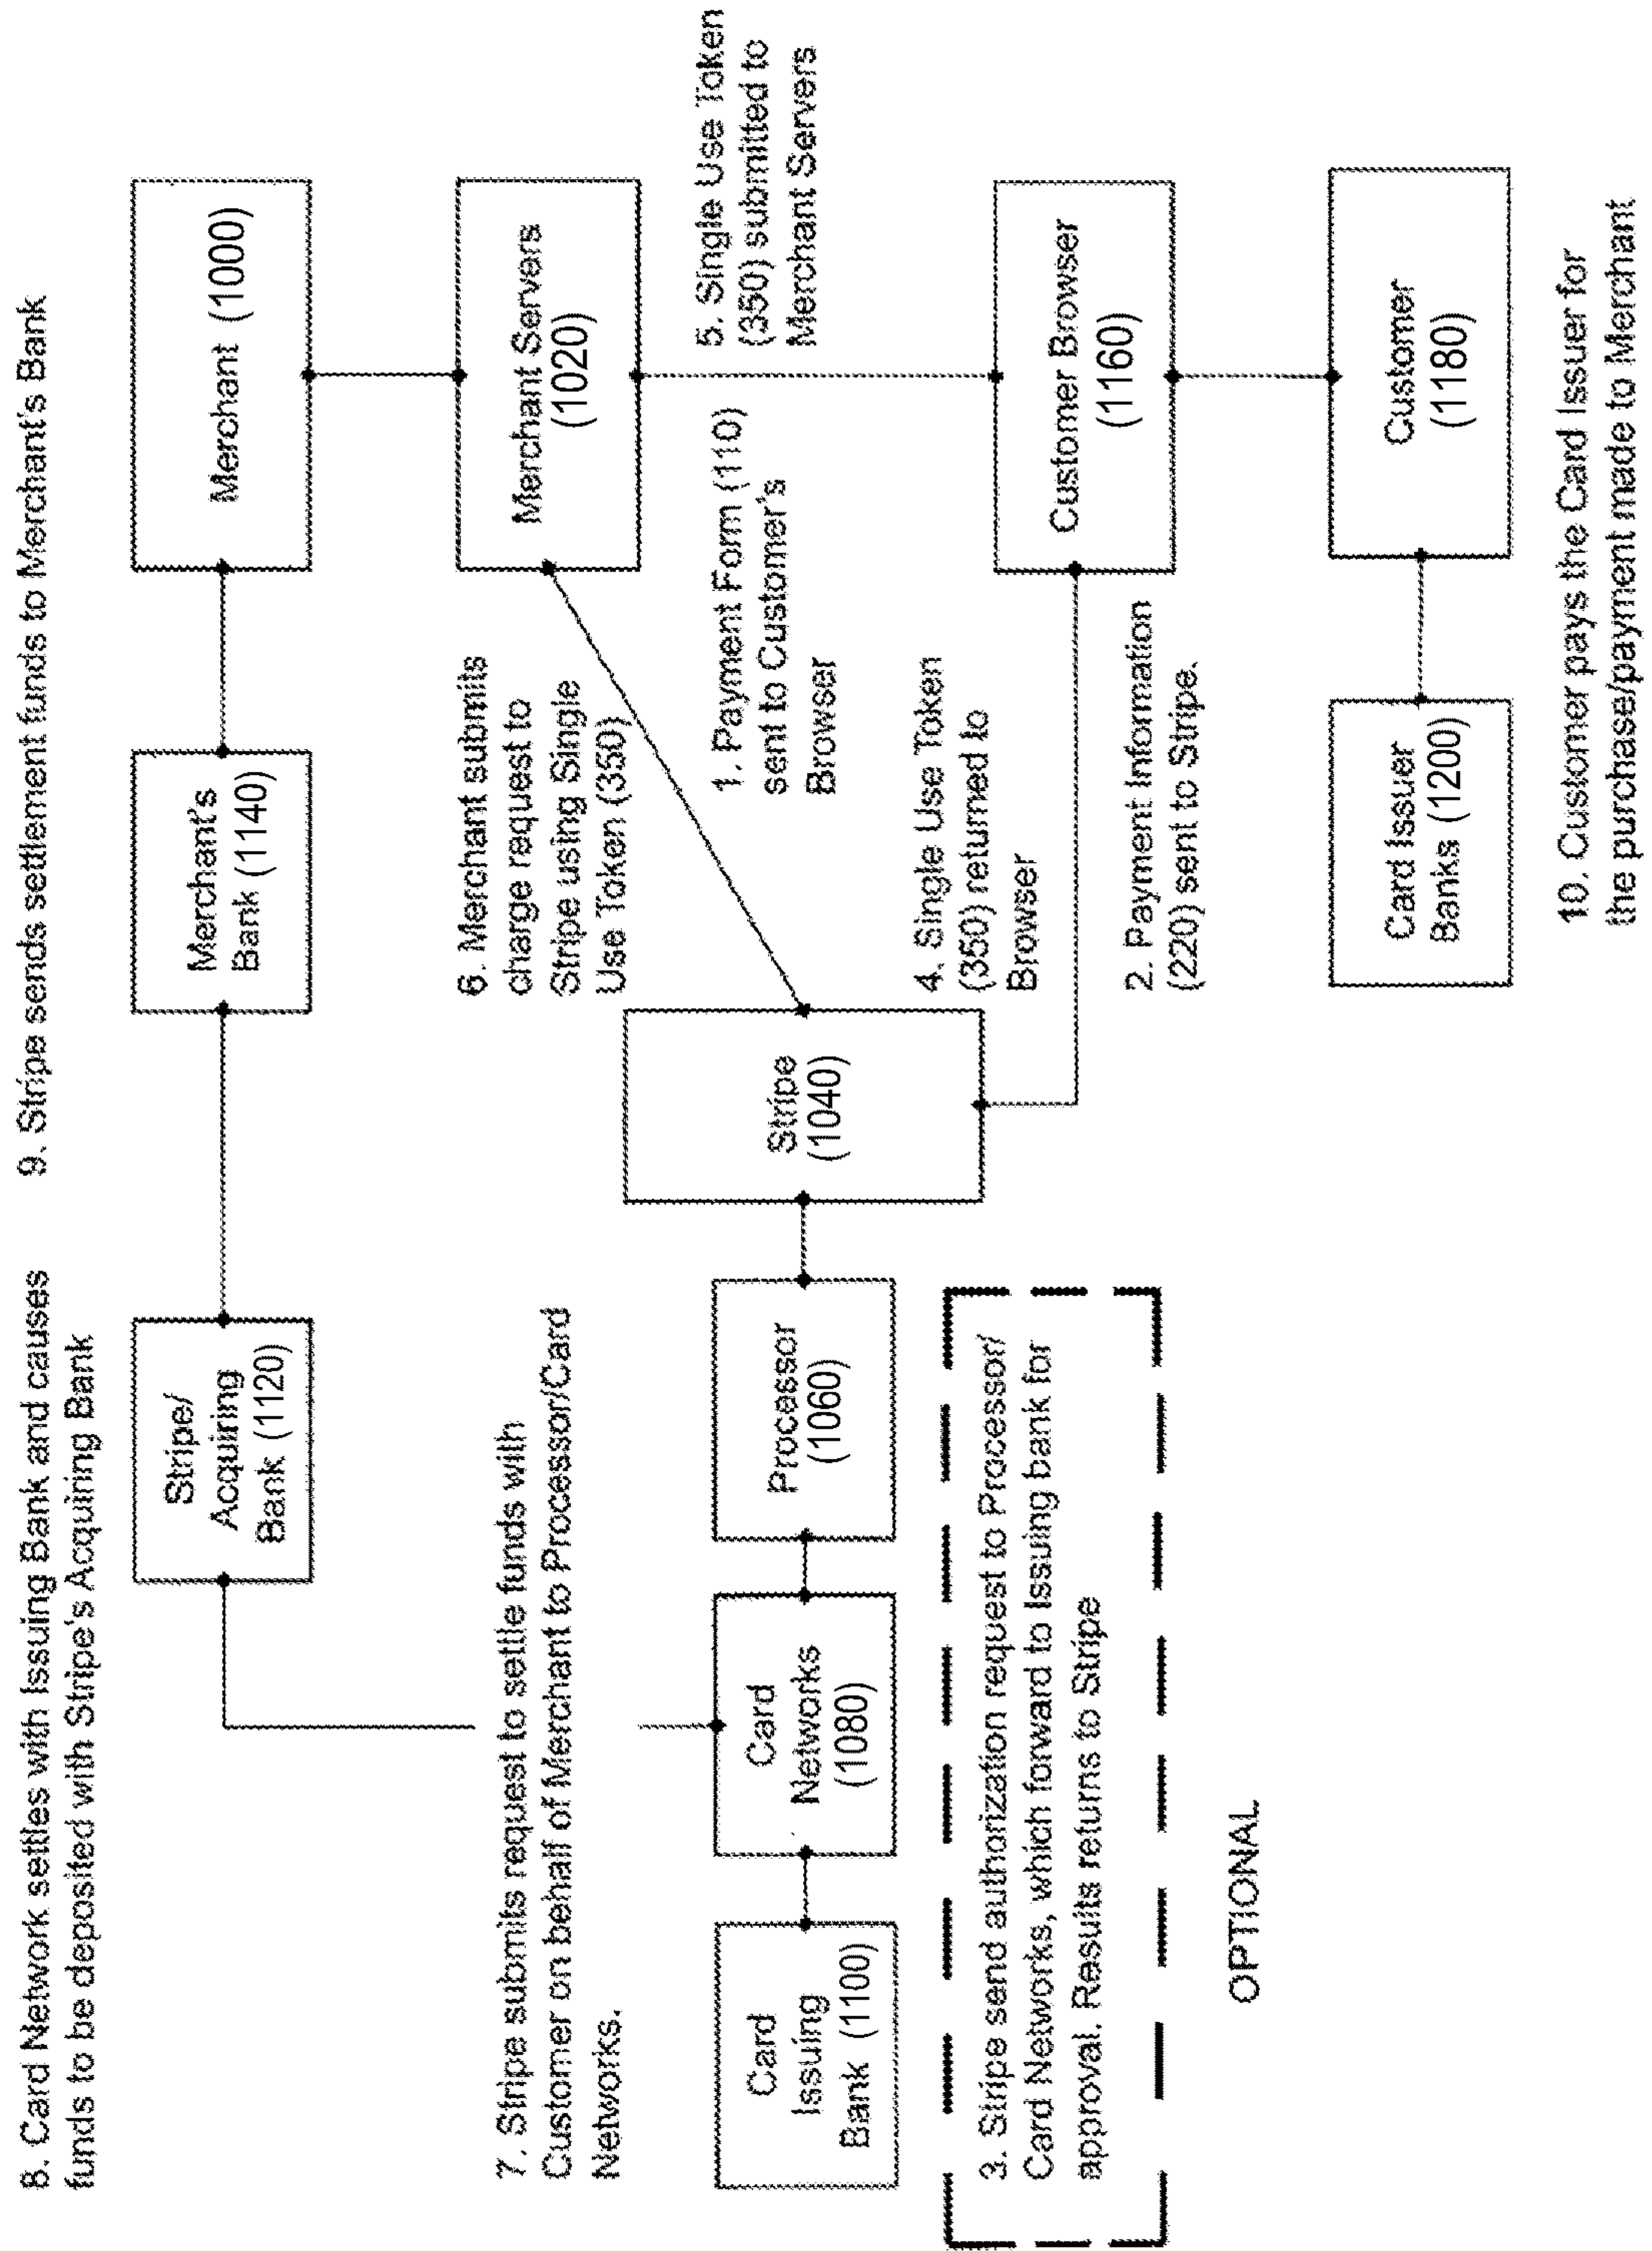 8. Card Network settles with Issuing Bank and causes
funds to be deposited with Stripe's Acquiring Bank
9. Stripe sends settlement funds to Merchant's Bank
Stripe/
Acquiring
Bank (1120)
Merchant's
Bank (1140)
Merchant (1000)
7. Stripe submits request to settle funds with
Customer on behalf of Merchant to Processor/Card
Networks.
6. Merchant submits
charge request to
Stripe using Single
Use Token (350)
Merchant Servers
(1020)
Card
Issuing
Bank (1100)
Card
Networks
(1080)
Processor
(1060)
Stripe
(1040)
1. Payment Form (110)
sent to Customer's
Browser
5. Single Use Token
(350) submitted to
Merchant Servers
3. Stripe send authorization request to Processor/
Card Networks, which forward to Issuing bank for
approval. Results returns to Stripe
OPTIONAL
4. Single Use Token
(350) returned to
Browser
2. Payment Information
(220) sent to Stripe.
Customer Browser
(1160)
Card Issuer
Banks (1200)
Customer
(1180)
10. Customer pays the Card Issuer for
the purchase/payment made to Merchant